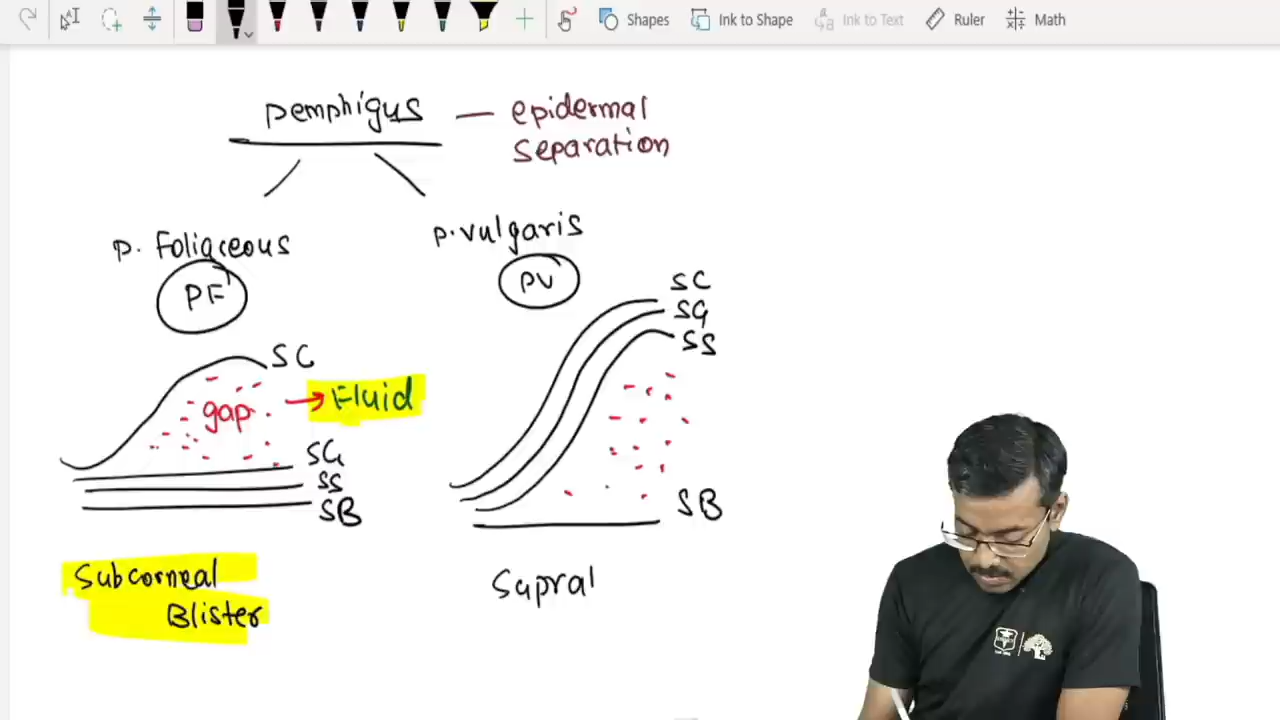 Shapes
Ink to Shape
Ink to Text
Ruler
Math
Pemphigus — epidermal
separation
P. Foliaceous
P. vulgaris
PF
PV
SC
SG
SS
SC
gap → Fluid
SG
SS
SB
SB
Subcorneal
Blister
Supral